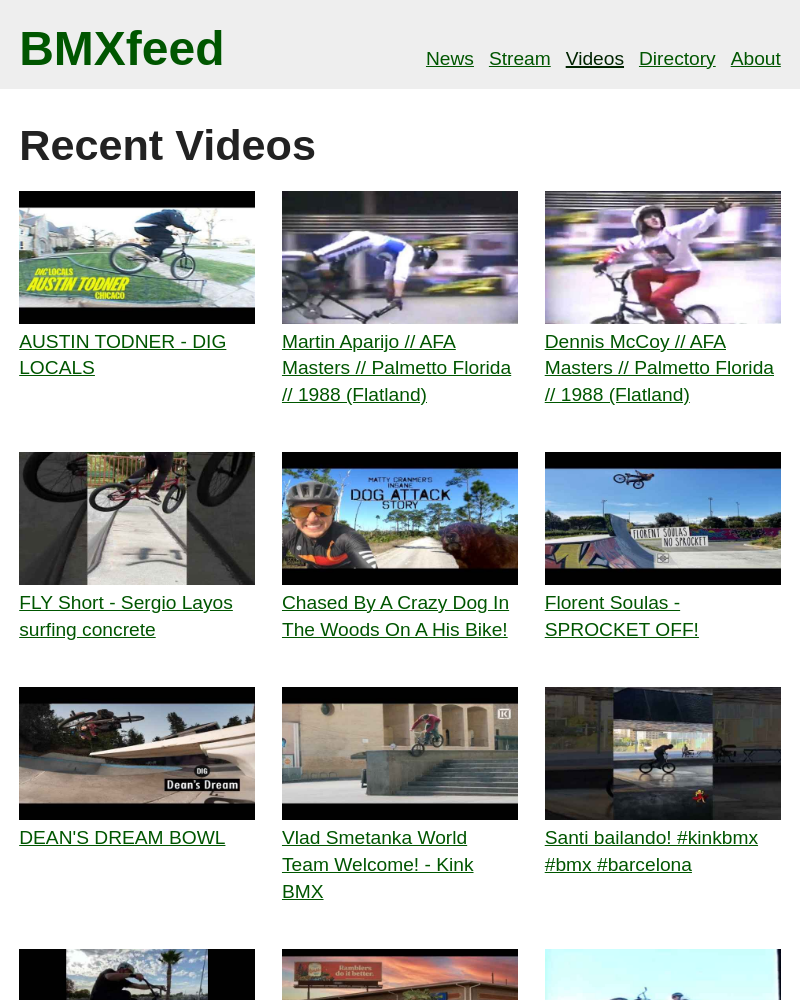 BMXfeed
News Stream Videos Directory About
Recent Videos
DIG LOCALS
AUSTIN TODNER
CHICAGO
AUSTIN TODNER - DIG
LOCALS
Martin Aparijo // AFA
Masters // Palmetto Florida
// 1988 (Flatland)
Dennis McCoy // AFA
Masters // Palmetto Florida
// 1988 (Flatland)
FLY Short - Sergio Layos
surfing concrete
MATTY CRANMER'S
INSANE
DOG ATTACK
STORY
Chased By A Crazy Dog In
The Woods On A His Bike!
FLORENT SOULAS
NO SPROCKET
Florent Soulas -
SPROCKET OFF!
DIG
Dean's Dream
DEAN'S DREAM BOWL
K
Vlad Smetanka World
Team Welcome! - Kink
BMX
Santi bailando! #kinkbmx
#bmx #barcelona
Ramblers
do it better.